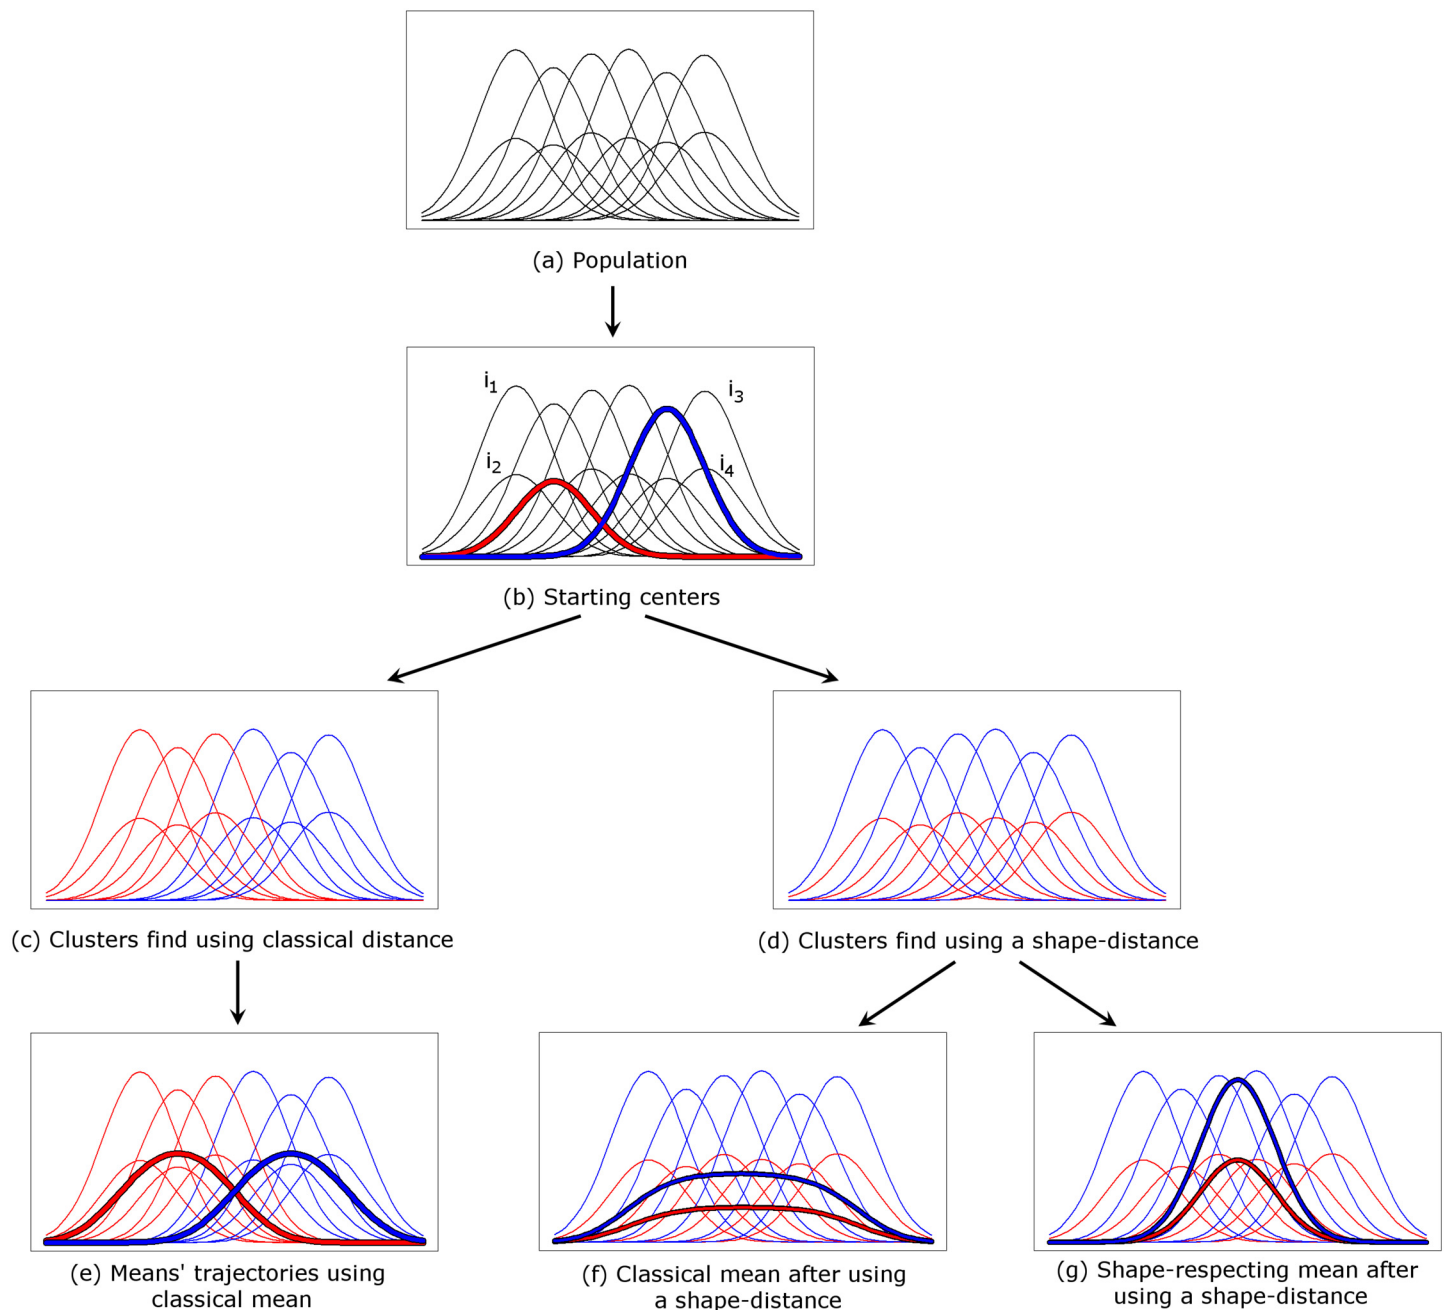 (a) Population
i1
i3
i2
i4
(b) Starting centers
(c) Clusters find using classical distance
(d) Clusters find using a shape-distance
(e) Means' trajectories using
classical mean
(f) Classical mean after using
a shape-distance
(g) Shape-respecting mean after
using a shape-distance